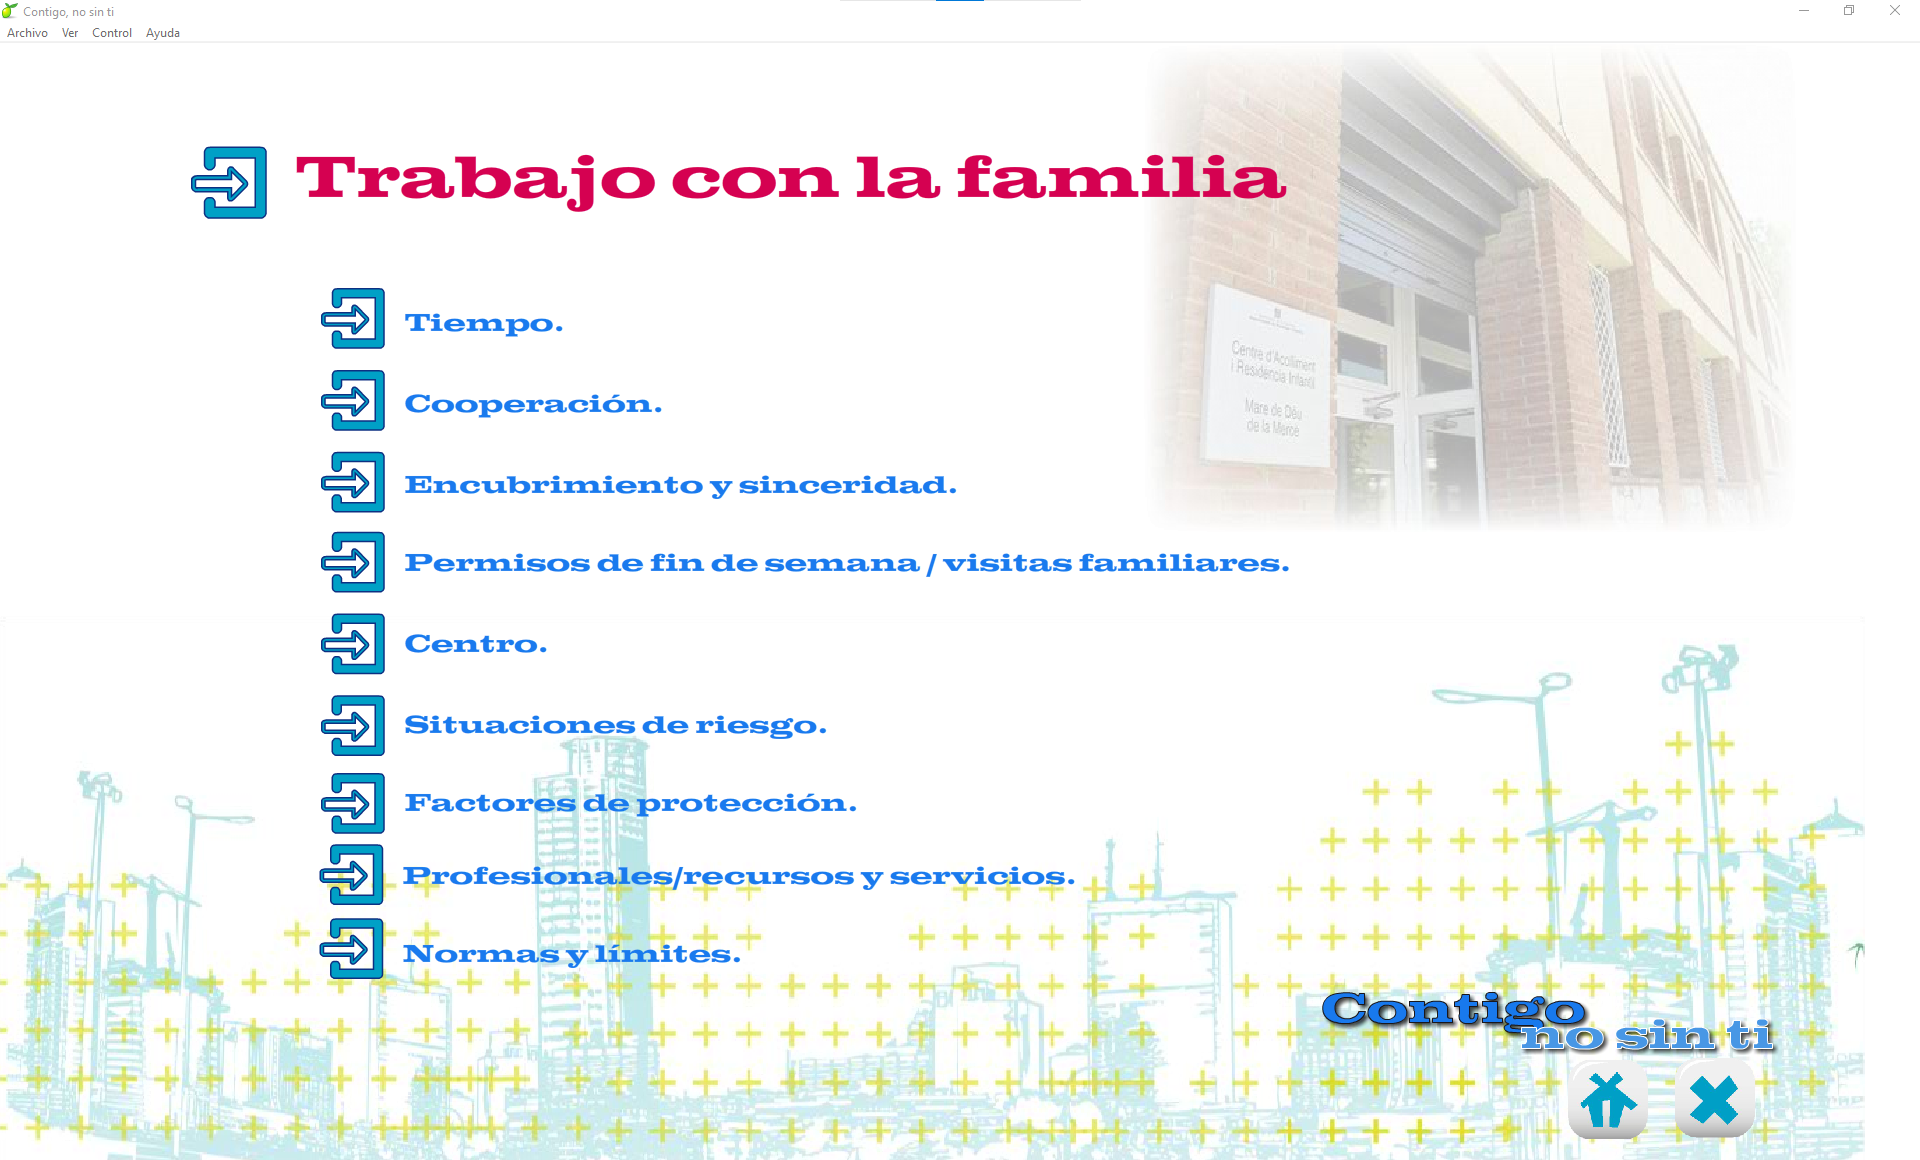 Contigo, no sin ti
Archivo Ver Control Ayuda
Trabajo con la familia
Tiempo.
Cooperación.
Encubrimiento y sinceridad.
Permisos de fin de semana / visitas familiares.
Centro.
Situaciones de riesgo.
Factores de protección.
Profesionales/recursos y servicios.
Normas y límites.
Centre d'Acolliment
i Residència Infantil
Mare de Déu
de la Mercè
Contigo
no sin ti